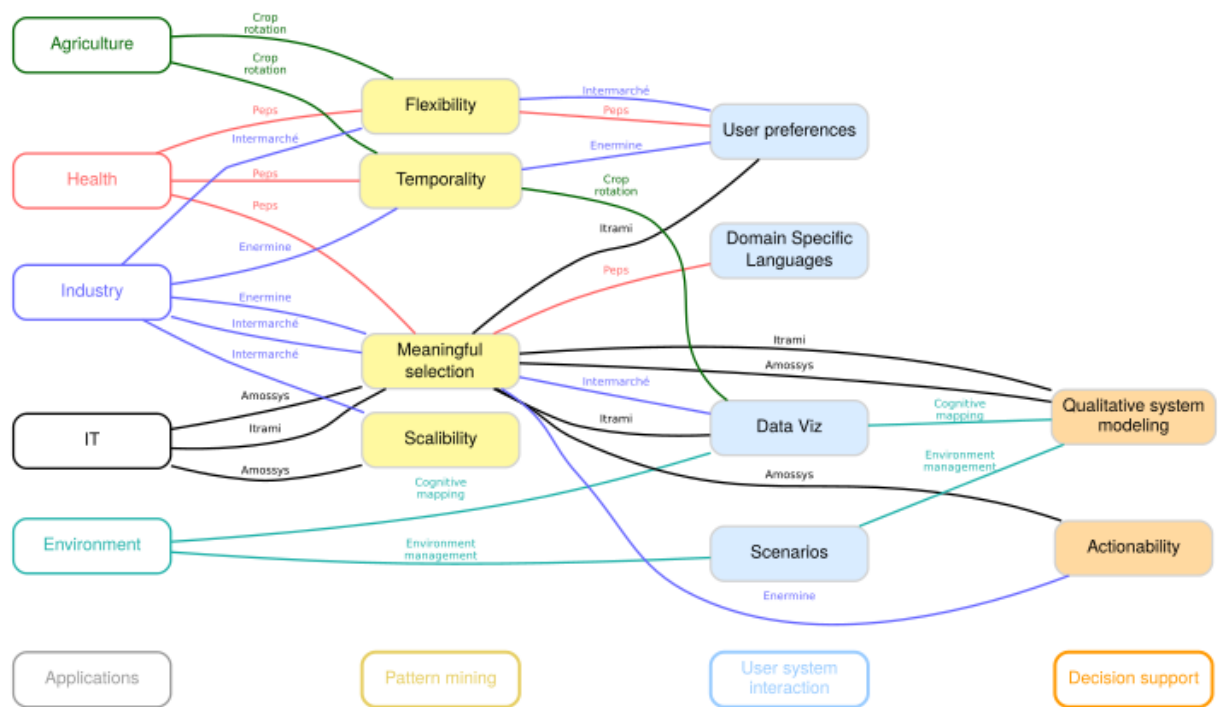 Crop
rotation
Agriculture
Crop
rotation
Intermarché
Flexibility
Peps
Peps
User preferences
Intermarché
Enermine
Health
Peps
Temporality
Crop
rotation
Peps
Itrami
Domain Specific
Languages
Enermine
Peps
Industry
Enermine
Intermarché
Itrami
Meaningful
selection
Intermarché
Amossys
Intermarché
Amossys
Cognitive
mapping
Qualitative system
modeling
Itrami
Itrami
Data Viz
IT
Scalibility
Environment
management
Amossys
Amossys
Cognitive
mapping
Environment
Environment
management
Scenarios
Actionability
Enermine
Applications
Pattern mining
User system
interaction
Decision support